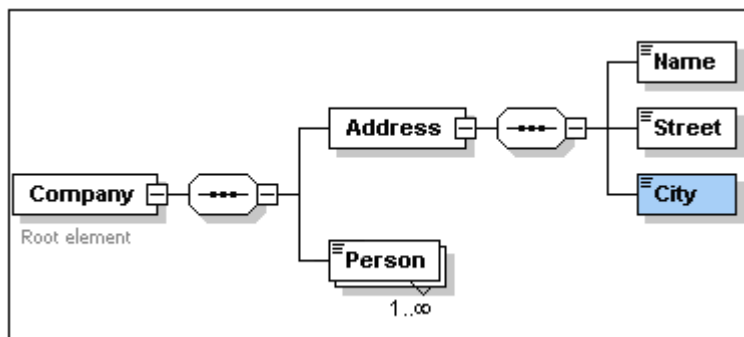 Name
Address
Street
Company
City
Root element
Person
1..∞